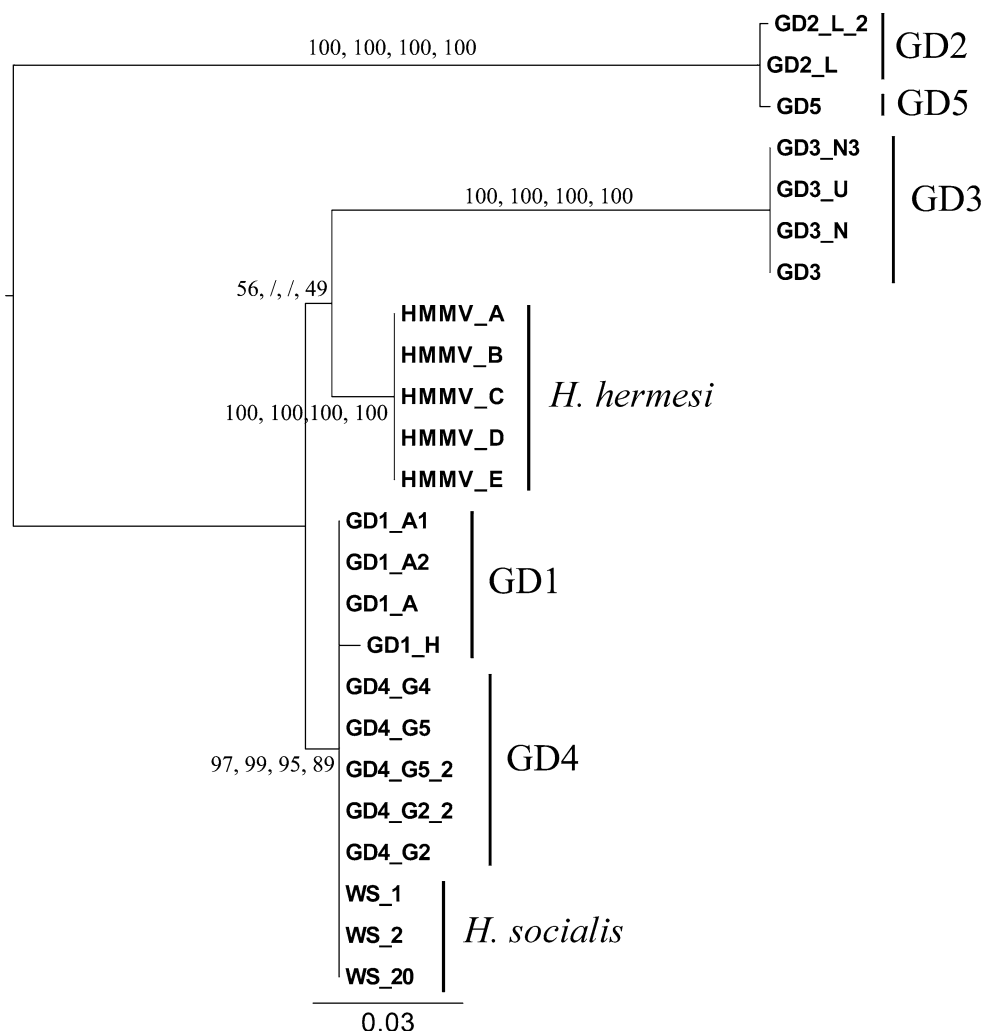 100, 100, 100, 100
GD2_L_2
GD2_L
GD2
GD5
GD5
GD3_N3
GD3_U
GD3_N
GD3
GD3
100, 100, 100, 100
56, /, /, 49
HMMV_A
HMMV_B
HMMV_C
HMMV_D
HMMV_E
H. hermesi
100, 100,100, 100
GD1_A1
GD1_A2
GD1_A
GD1_H
GD1
GD4_G4
GD4_G5
GD4_G5_2
GD4_G2_2
GD4_G2
GD4
97, 99, 95, 89
WS_1
WS_2
WS_20
H. socialis
0.03